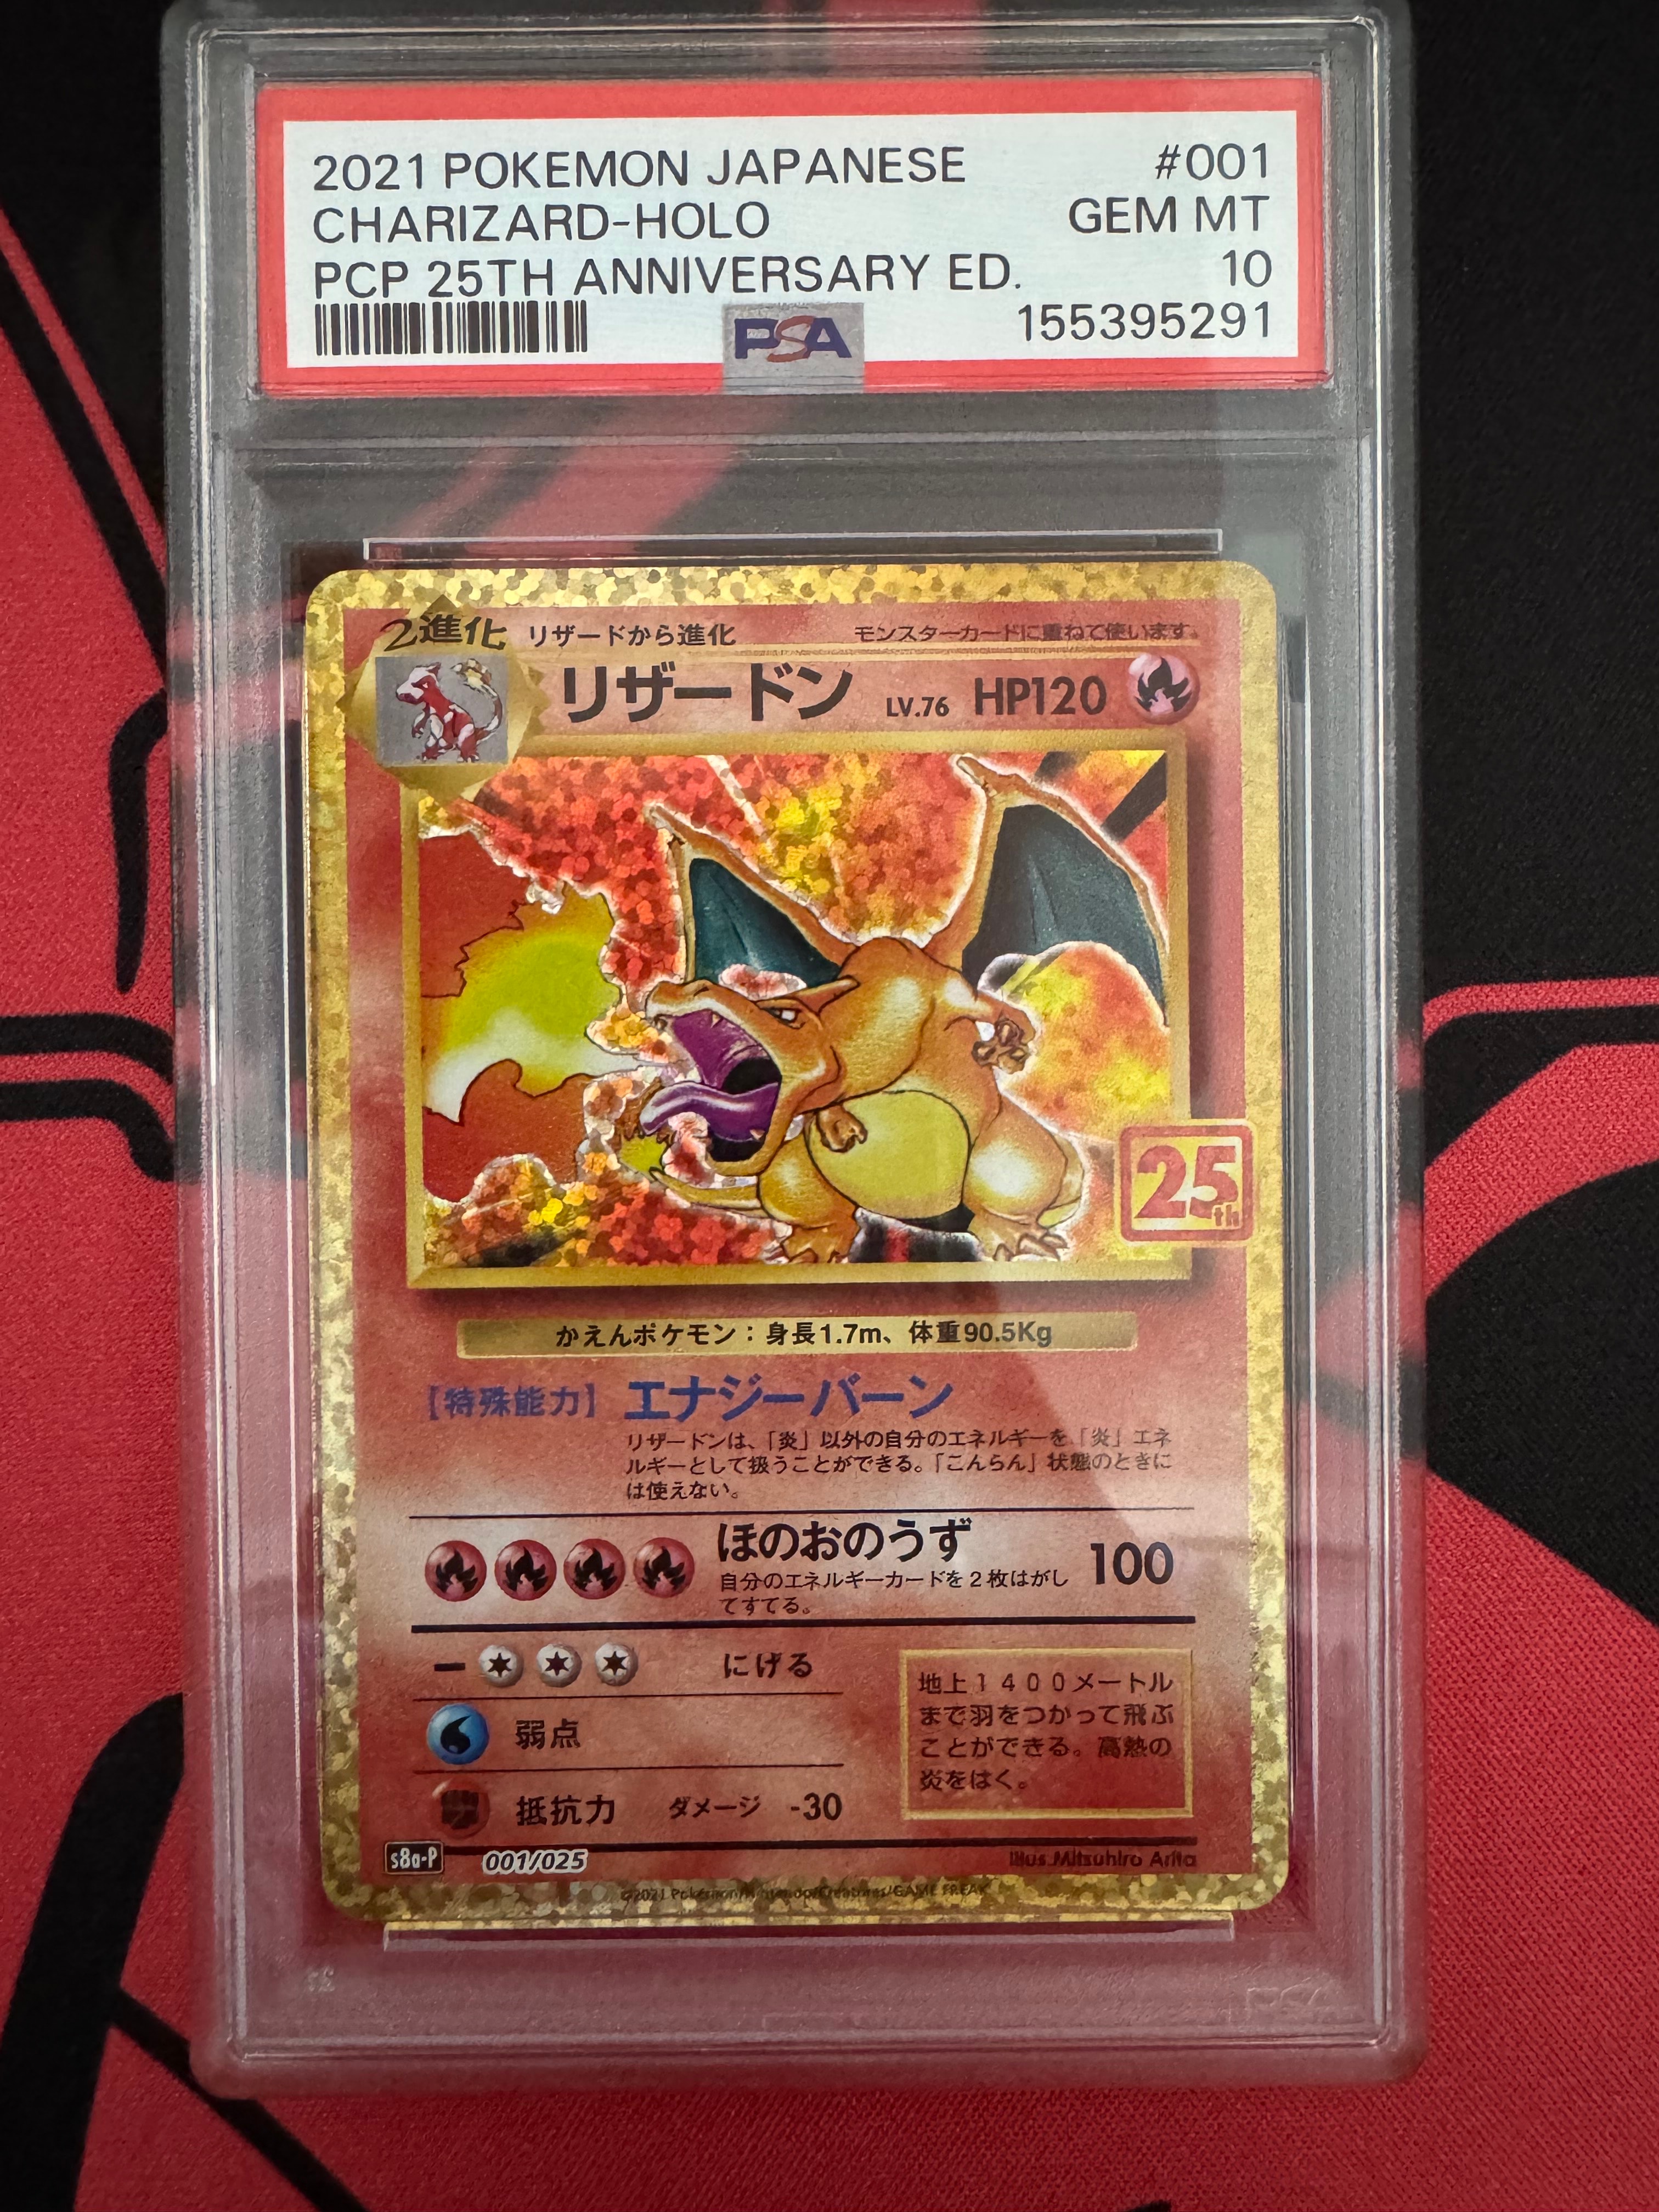 2021 POKEMON JAPANESE #001
CHARIZARD-HOLO GEM MT
PCP 25TH ANNIVERSARY ED. 10
PSA 155395291
2進化 リザードから進化 モンスターカードに重ねて使います。
リザードン LV.76 HP120
25th
かえんポケモン：身長1.7m、体重90.5Kg
【特殊能力】 エナジーバーン
リザードンは、「炎」以外の自分のエネルギーを「炎」エネ
ルギーとして扱うことができる。「こんらん」状態のときに
は使えない。
ほのおのうず 100
自分のエネルギーカードを２枚はがし
てすてる。
− にげる
弱点
抵抗力 ダメージ -30
地上１４００メートル
まで羽をつかって飛ぶ
ことができる。高熱の
炎をはく。
s8a-P 001/025 Illus. Mitsuhiro Arita
©2021 Pokémon/Nintendo/Creatures/GAME FREAK
PSA